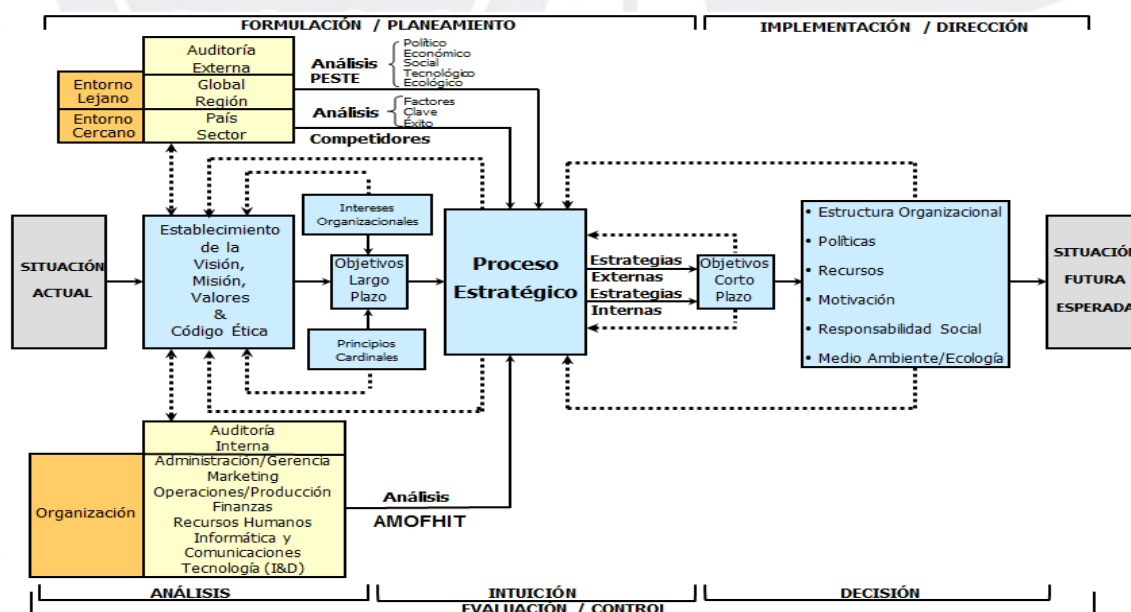 FORMULACIÓN / PLANEAMIENTO
IMPLEMENTACIÓN / DIRECCIÓN
Auditoría
Externa
Entorno
Lejano
Global
Región
Entorno
Cercano
País
Sector
Análisis
PESTE
Político
Económico
Social
Tecnológico
Ecológico
Análisis
Competidores
Factores
Clave
Éxito
SITUACIÓN
ACTUAL
Establecimiento
de la
Visión,
Misión,
Valores
&
Código Ética
Intereses
Organizacionales
Objetivos
Largo
Plazo
Principios
Cardinales
Proceso
Estratégico
Estrategias
Externas
Estrategias
Internas
Objetivos
Corto
Plazo
• Estructura Organizacional
• Políticas
• Recursos
• Motivación
• Responsabilidad Social
• Medio Ambiente/Ecología
SITUACIÓN
FUTURA
ESPERADA
Auditoría
Interna
Organización
Administración/Gerencia
Marketing
Operaciones/Producción
Finanzas
Recursos Humanos
Informática y
Comunicaciones
Tecnología (I&D)
Análisis
AMOFHIT
ANÁLISIS
INTUICIÓN
DECISIÓN
EVALUACIÓN / CONTROL